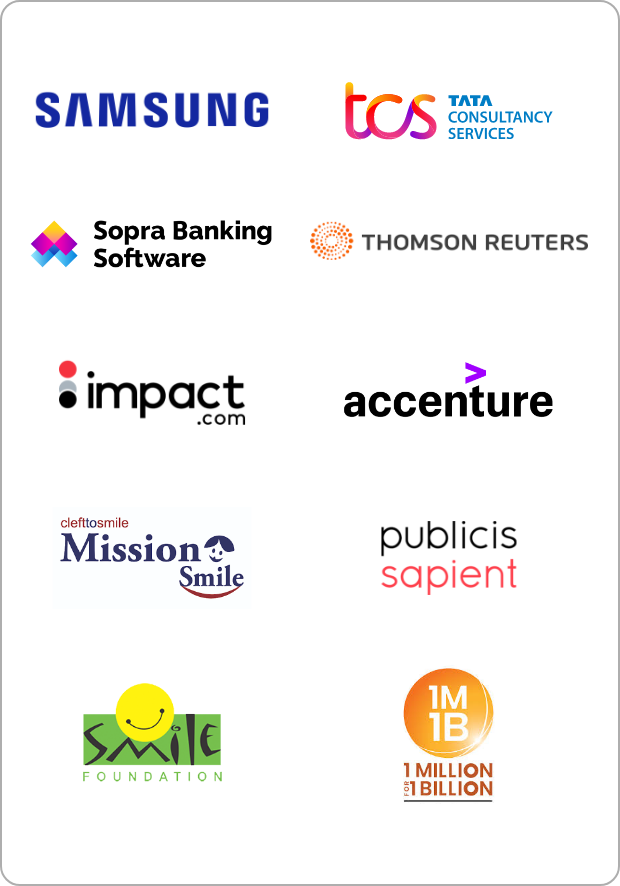 SAMSUNG
tcs TATA
CONSULTANCY
SERVICES
Sopra Banking
Software
THOMSON REUTERS
impact
.com
accenture
clefttosmile
Mission
Smile
publicis
sapient
SMiLE
FOUNDATION
1M
1B
1 MILLION
FOR 1 BILLION